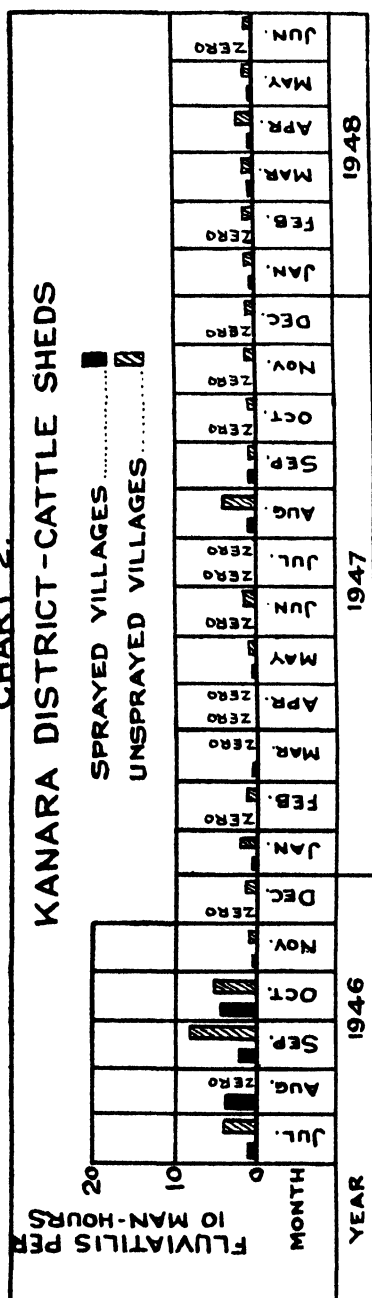 CHART 2.
KANARA DISTRICT-CATTLE SHEDS
SPRAYED VILLAGES..........
UNSPRAYED VILLAGES..........
FLUVIATILIS PER
10 MAN-HOURS
20
10
0
ZERO ZERO ZERO ZERO ZERO ZERO ZERO ZERO ZERO ZERO ZERO ZERO ZERO ZERO
MONTH JUL. AUG. SEP. OCT. NOV. DEC. JAN. FEB. MAR. APR. MAY JUN. JUL. AUG. SEP. OCT. NOV. DEC. JAN. FEB. MAR. APR. MAY JUN.
YEAR 1946 1947 1948